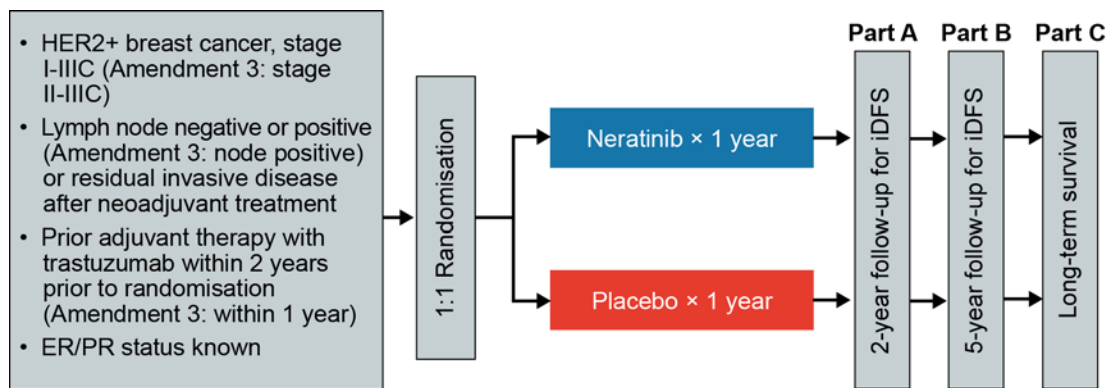 • HER2+ breast cancer, stage
I-IIIC (Amendment 3: stage
II-IIIC)
• Lymph node negative or positive
(Amendment 3: node positive)
or residual invasive disease
after neoadjuvant treatment
• Prior adjuvant therapy with
trastuzumab within 2 years
prior to randomisation
(Amendment 3: within 1 year)
• ER/PR status known
1:1 Randomisation
Neratinib × 1 year
Placebo × 1 year
Part A
2-year follow-up for iDFS
Part B
5-year follow-up for iDFS
Part C
Long-term survival